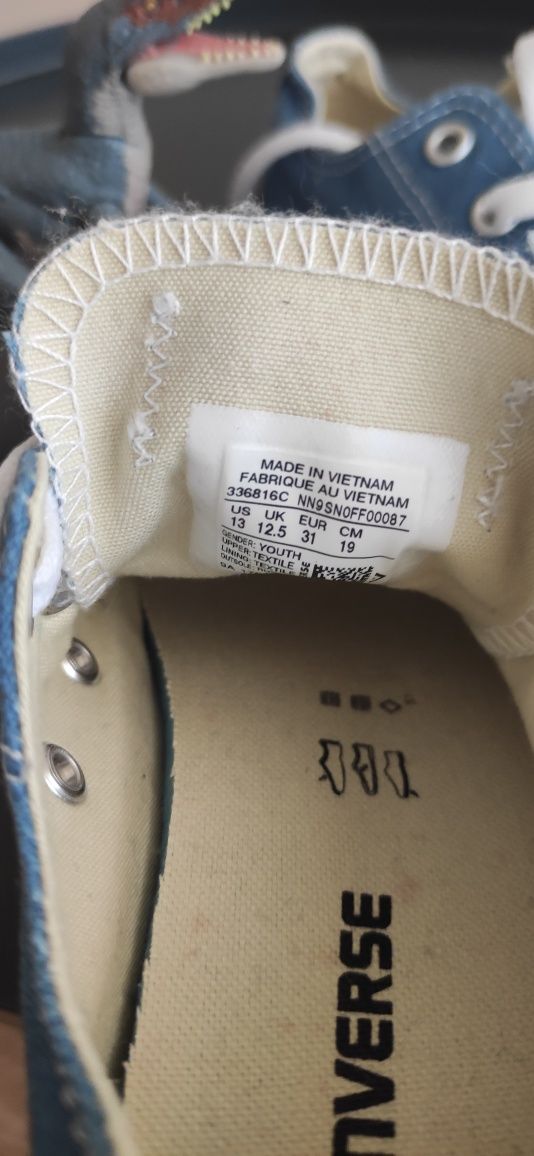 MADE IN VIETNAM
FABRIQUE AU VIETNAM
336816C NN9SN0FF00087
US UK EUR CM
13 12.5 31 19
GENDER: YOUTH
UPPER: TEXTILE
LINING: TEXTILE
NVERSE